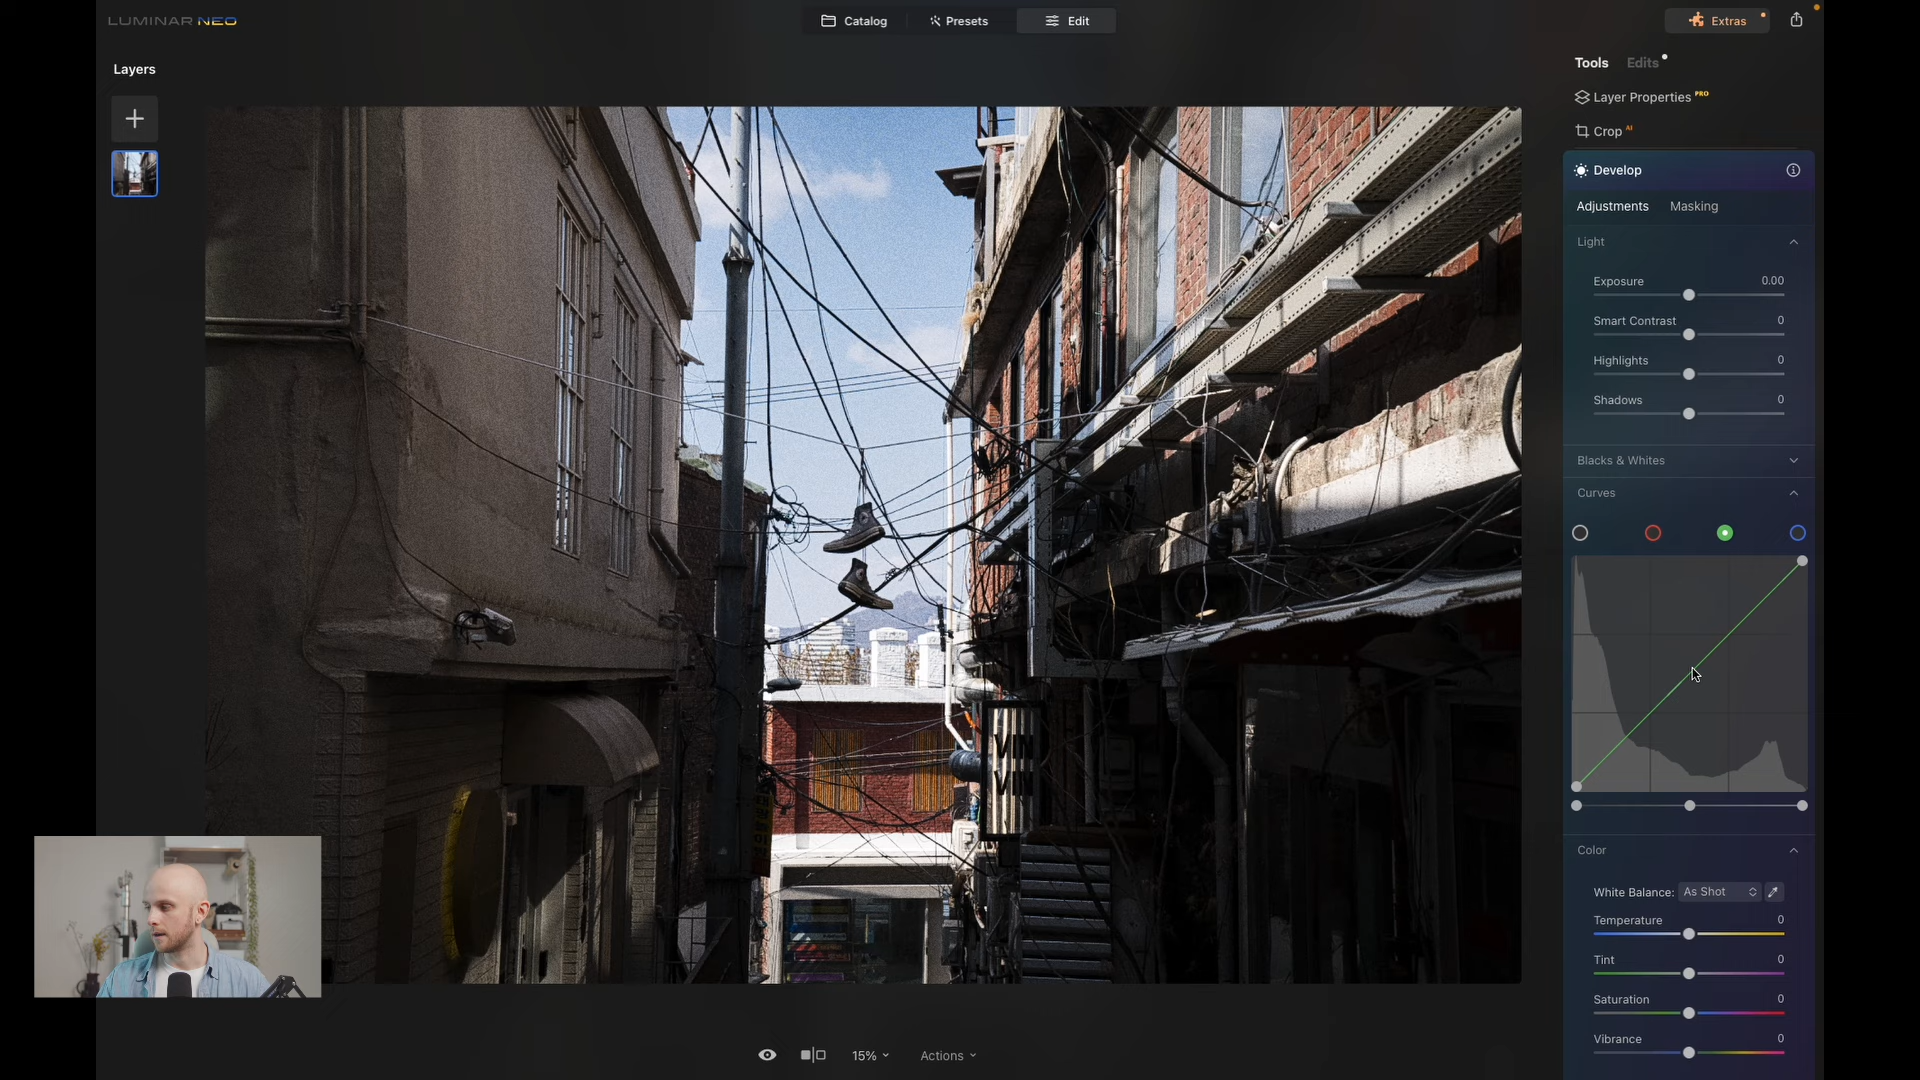 LUMINAR NEO
Catalog
Presets
Edit
Extras
Layers
Tools
Edits
Layer Properties PRO
Crop AI
Develop
Adjustments
Masking
Light
Exposure 0.00
Smart Contrast 0
Highlights 0
Shadows 0
Blacks & Whites
Curves
Color
White Balance: As Shot
Temperature 0
Tint 0
Saturation 0
Vibrance 0
VIN
VIN
15%
Actions